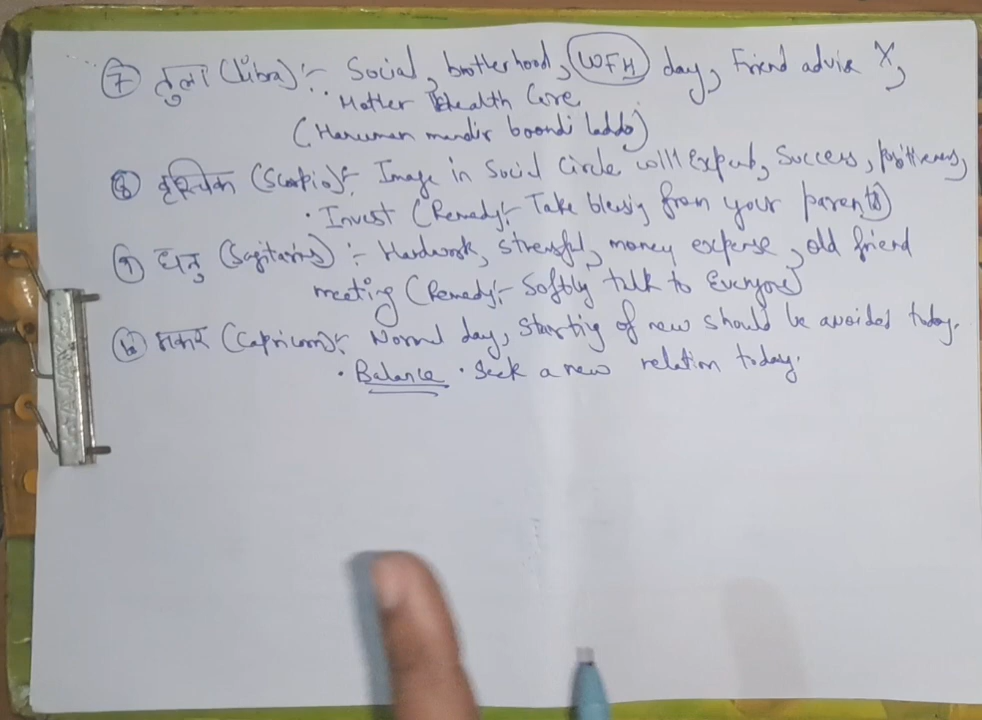 ⑦ तुला (Libra):- Social, brotherhood, WFH day, Friend advice X,
• Mother Health Care
(Hanuman mandir boondi laddo)
⑧ वृश्चिक (Scorpio):- Image in Social Circle will Expand, Success, positiveness,
• Invest (Remedy:- Take blessing from your parents)
⑨ धनु (Sagitarius) :- Hardwork, stressful, money expense, old friend
meeting (Remedy:- Softly talk to Everyone)
⑩ मकर (Capricorn):- Normal day, Starting of new should be avoided today.
• Balance • Seek a new relation today.
BAJAJ